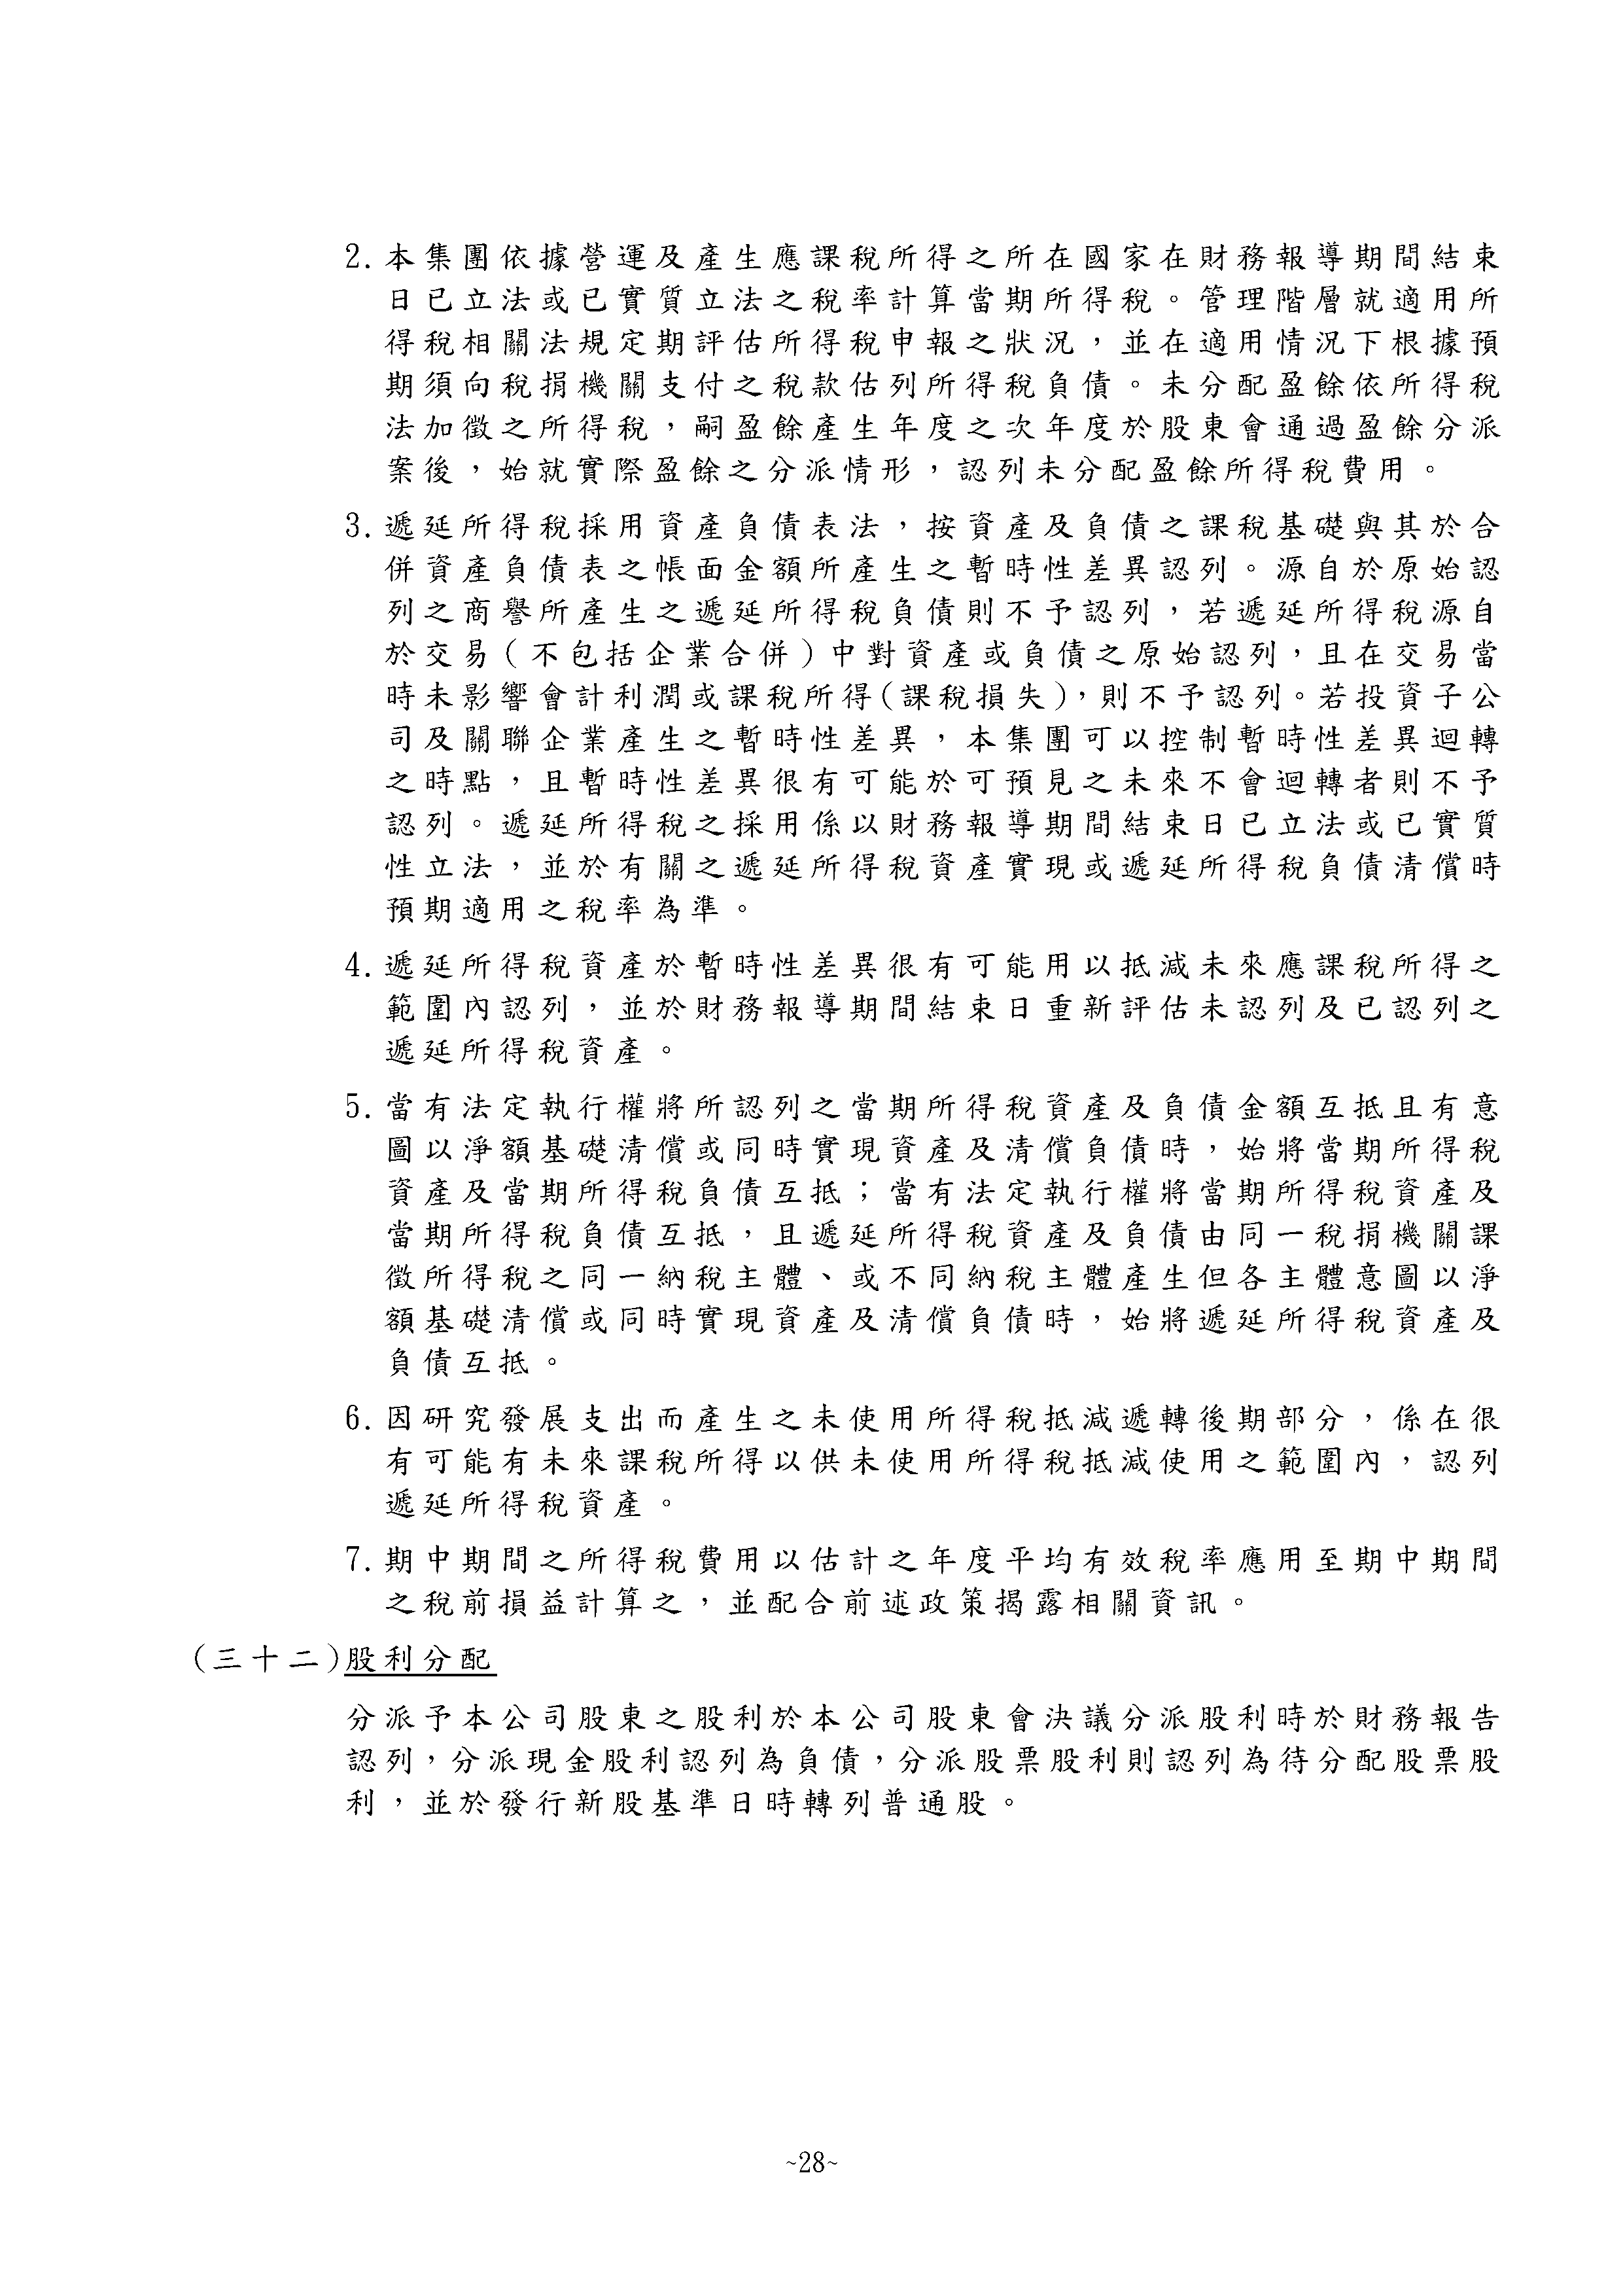 2. 本集團依據營運及產生應課稅所得之所在國家在財務報導期間結束
日已立法或已實質立法之稅率計算當期所得稅。管理階層就適用所
得稅相關法規定期評估所得稅申報之狀況，並在適用情況下根據預
期須向稅捐機關支付之稅款估列所得稅負債。未分配盈餘依所得稅
法加徵之所得稅，嗣盈餘產生年度之次年度於股東會通過盈餘分派
案後，始就實際盈餘之分派情形，認列未分配盈餘所得稅費用。
3. 遞延所得稅採用資產負債表法，按資產及負債之課稅基礎與其於合
併資產負債表之帳面金額所產生之暫時性差異認列。源自於原始認
列之商譽所產生之遞延所得稅負債則不予認列，若遞延所得稅源自
於交易(不包括企業合併)中對資產或負債之原始認列，且在交易當
時未影響會計利潤或課稅所得(課稅損失)，則不予認列。若投資子公
司及關聯企業產生之暫時性差異，本集團可以控制暫時性差異迴轉
之時點，且暫時性差異很有可能於可預見之未來不會迴轉者則不予
認列。遞延所得稅之採用係以財務報導期間結束日已立法或已實質
性立法，並於有關之遞延所得稅資產實現或遞延所得稅負債清償時
預期適用之稅率為準。
4. 遞延所得稅資產於暫時性差異很有可能用以抵減未來應課稅所得之
範圍內認列，並於財務報導期間結束日重新評估未認列及已認列之
遞延所得稅資產。
5. 當有法定執行權將所認列之當期所得稅資產及負債金額互抵且有意
圖以淨額基礎清償或同時實現資產及清償負債時，始將當期所得稅
資產及當期所得稅負債互抵；當有法定執行權將當期所得稅資產及
當期所得稅負債互抵，且遞延所得稅資產及負債由同一稅捐機關課
徵所得稅之同一納稅主體、或不同納稅主體產生但各主體意圖以淨
額基礎清償或同時實現資產及清償負債時，始將遞延所得稅資產及
負債互抵。
6. 因研究發展支出而產生之未使用所得稅抵減遞轉後期部分，係在很
有可能有未來課稅所得以供未使用所得稅抵減使用之範圍內，認列
遞延所得稅資產。
7. 期中期間之所得稅費用以估計之年度平均有效稅率應用至期中期間
之稅前損益計算之，並配合前述政策揭露相關資訊。
(三十二)股利分配
分派予本公司股東之股利於本公司股東會決議分派股利時於財務報告
認列，分派現金股利認列為負債，分派股票股利則認列為待分配股票股
利，並於發行新股基準日時轉列普通股。
~28~